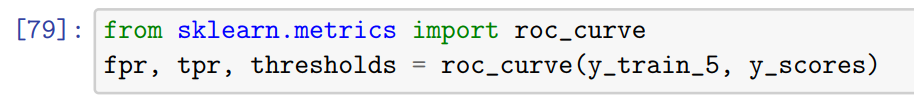 [79]: from sklearn.metrics import roc_curve
fpr, tpr, thresholds = roc_curve(y_train_5, y_scores)